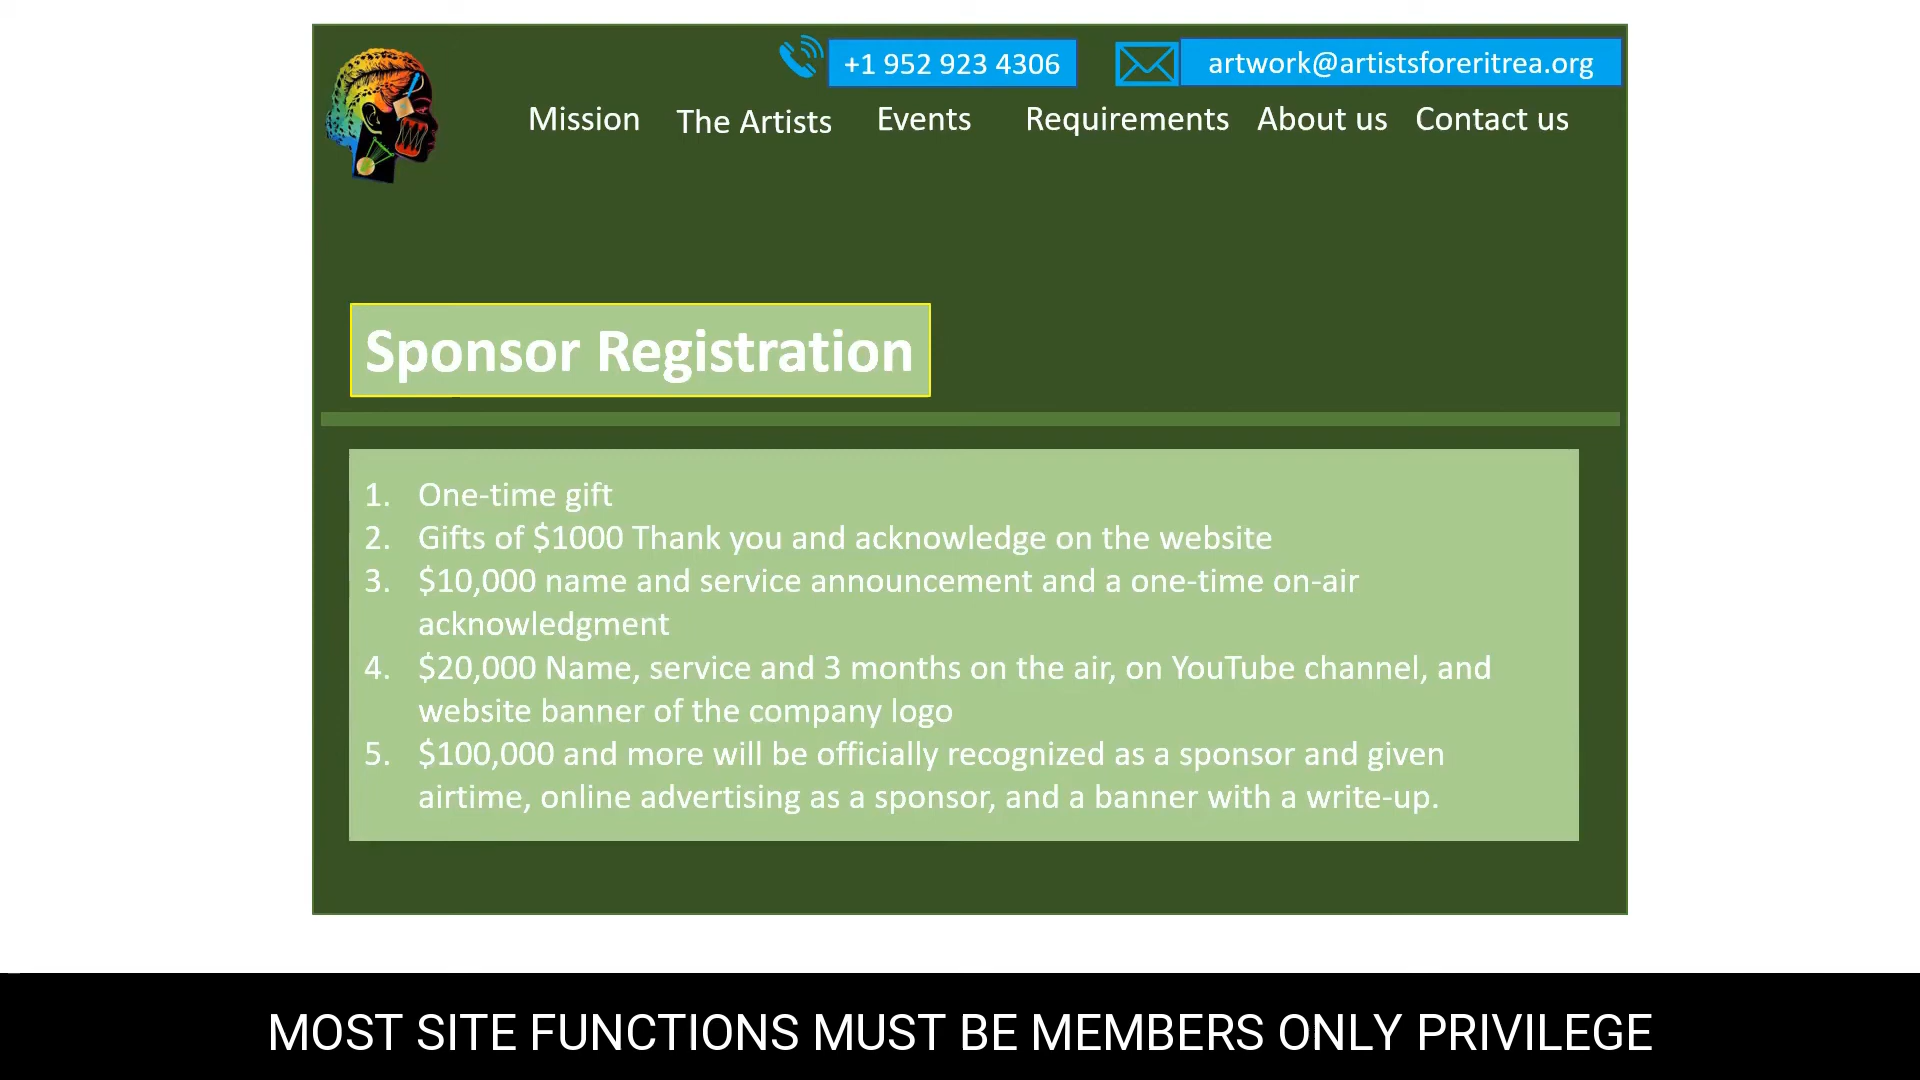 +1 952 923 4306
artwork@artistsforeritrea.org
Mission
The Artists
Events
Requirements
About us
Contact us
Sponsor Registration
1. One-time gift
2. Gifts of $1000 Thank you and acknowledge on the website
3. $10,000 name and service announcement and a one-time on-air
acknowledgment
4. $20,000 Name, service and 3 months on the air, on YouTube channel, and
website banner of the company logo
5. $100,000 and more will be officially recognized as a sponsor and given
airtime, online advertising as a sponsor, and a banner with a write-up.
MOST SITE FUNCTIONS MUST BE MEMBERS ONLY PRIVILEGE